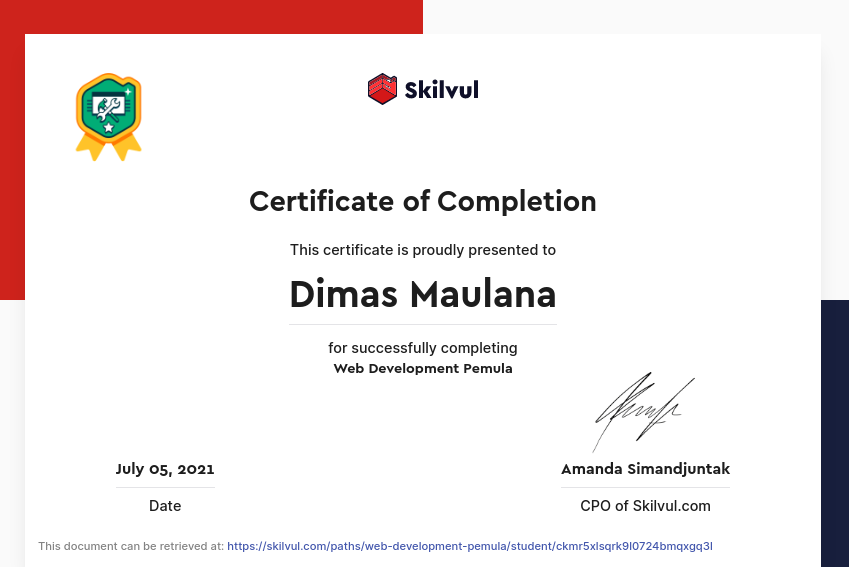 Skilvul
Certificate of Completion
This certificate is proudly presented to
Dimas Maulana
for successfully completing
Web Development Pemula
July 05, 2021
Amanda Simandjuntak
Date
CPO of Skilvul.com
This document can be retrieved at: https://skilvul.com/paths/web-development-pemula/student/ckmr5xlsqrk9l0724bmqxgq3l